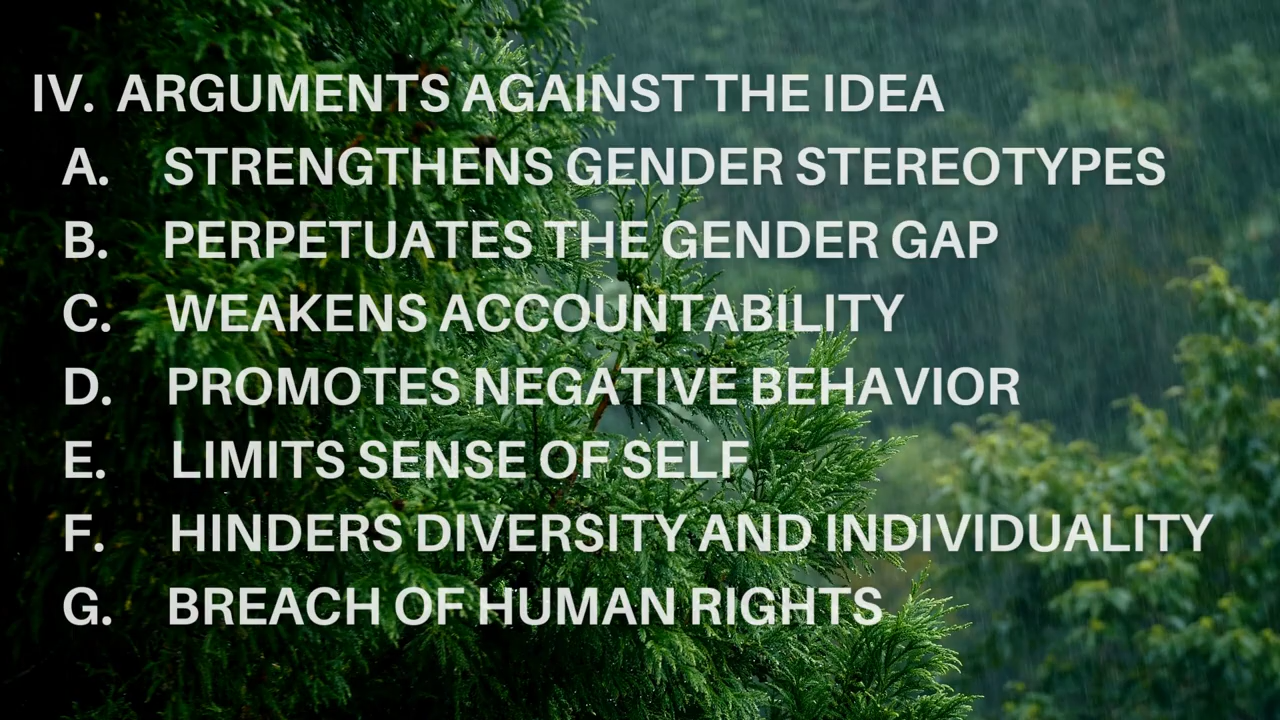 IV. ARGUMENTS AGAINST THE IDEA
A. STRENGTHENS GENDER STEREOTYPES
B. PERPETUATES THE GENDER GAP
C. WEAKENS ACCOUNTABILITY
D. PROMOTES NEGATIVE BEHAVIOR
E. LIMITS SENSE OF SELF
F. HINDERS DIVERSITY AND INDIVIDUALITY
G. BREACH OF HUMAN RIGHTS